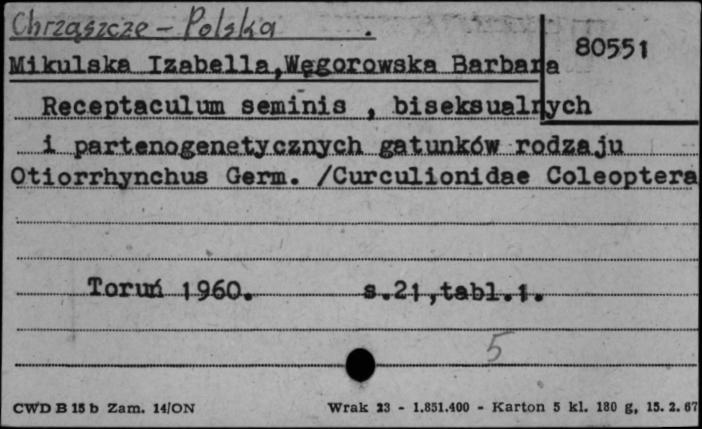 Chrząszcze - Polska .
80551
Mikulska Izabella,Węgorowska Barbara
Receptaculum seminis , biseksualnych
i partenogenetycznych gatunków rodzaju
Otiorrhynchus Germ. /Curculionidae Coleoptera
Toruń 1960. s.21,tabl.1.
5
CWD B 15 b Zam. 14/ON Wrak 23 - 1.851.400 - Karton 5 kl. 180 g, 15. 2. 67